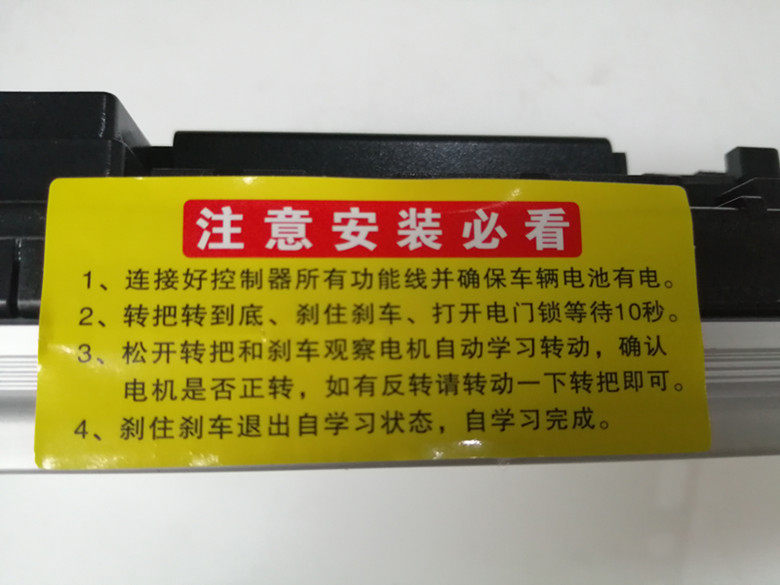 注意安装必看
1、连接好控制器所有功能线并确保车辆电池有电。
2、转把转到底、刹住刹车、打开电门锁等待10秒。
3、松开转把和刹车观察电机自动学习转动，确认
电机是否正转，如有反转请转动一下转把即可。
4、刹住刹车退出自学习状态，自学习完成。